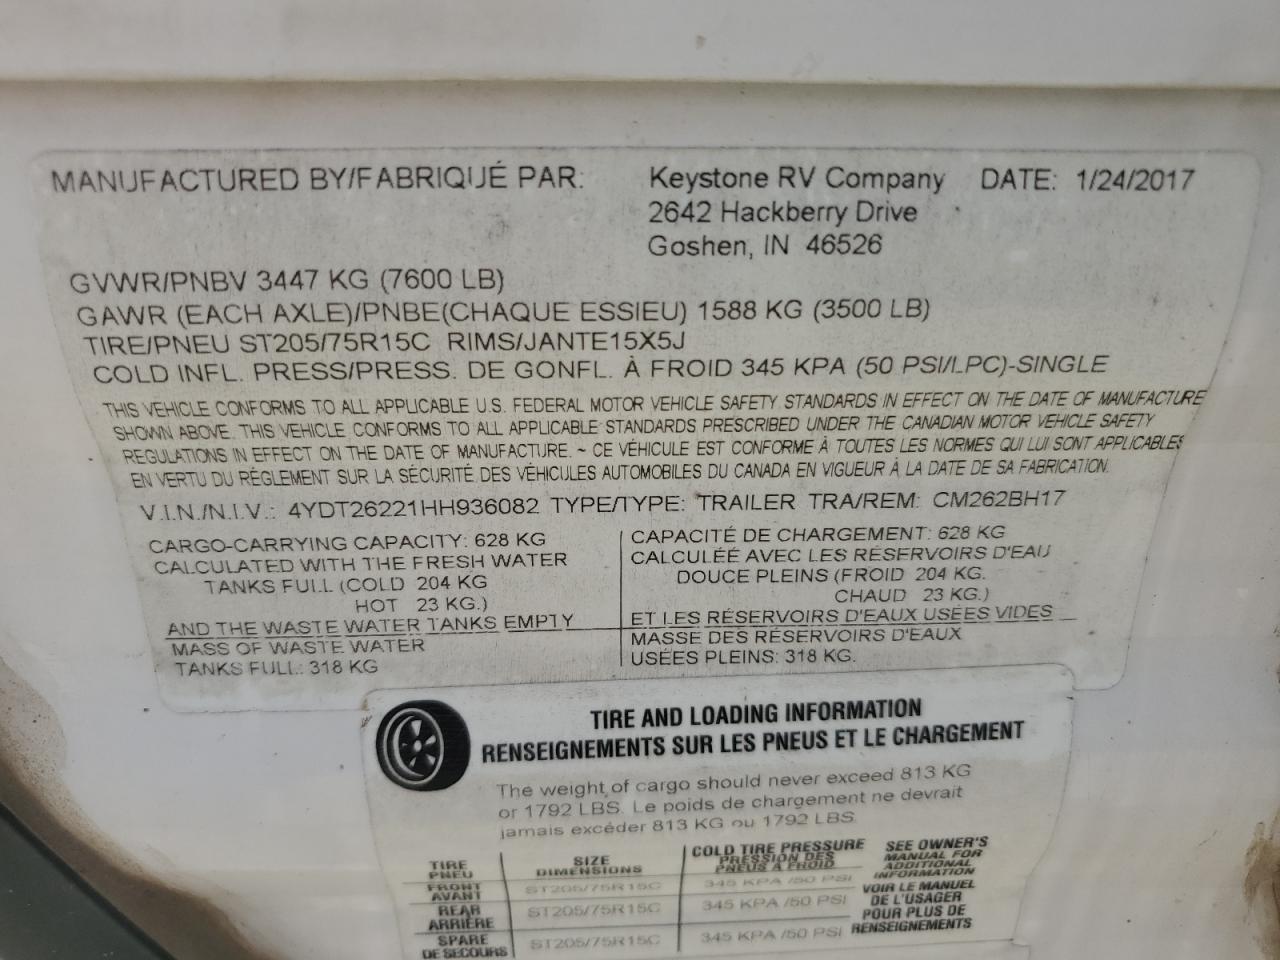 MANUFACTURED BY/FABRIQUÉ PAR: Keystone RV Company DATE: 1/24/2017
2642 Hackberry Drive
Goshen, IN 46526
GVWR/PNBV 3447 KG (7600 LB)
GAWR (EACH AXLE)/PNBE(CHAQUE ESSIEU) 1588 KG (3500 LB)
TIRE/PNEU ST205/75R15C RIMS/JANTE15X5J
COLD INFL. PRESS/PRESS. DE GONFL. À FROID 345 KPA (50 PSI/LPC)-SINGLE
THIS VEHICLE CONFORMS TO ALL APPLICABLE U.S. FEDERAL MOTOR VEHICLE SAFETY STANDARDS IN EFFECT ON THE DATE OF MANUFACTURE
SHOWN ABOVE. THIS VEHICLE CONFORMS TO ALL APPLICABLE STANDARDS PRESCRIBED UNDER THE CANADIAN MOTOR VEHICLE SAFETY
REGULATIONS IN EFFECT ON THE DATE OF MANUFACTURE. ~ CE VÉHICULE EST CONFORME À TOUTES LES NORMES QUI LUI SONT APPLICABLES
EN VERTU DU RÉGLEMENT SUR LA SÉCURITÉ DES VÉHICULES AUTOMOBILES DU CANADA EN VIGUEUR À LA DATE DE SA FABRICATION.
V.I.N./N.I.V.: 4YDT26221HH936082 TYPE/TYPE: TRAILER TRA/REM: CM262BH17
CARGO-CARRYING CAPACITY: 628 KG
CALCULATED WITH THE FRESH WATER
TANKS FULL (COLD 204 KG
HOT 23 KG.)
AND THE WASTE WATER TANKS EMPTY
MASS OF WASTE WATER
TANKS FULL: 318 KG
CAPACITÉ DE CHARGEMENT: 628 KG
CALCULÉE AVEC LES RÉSERVOIRS D'EAU
DOUCE PLEINS (FROID 204 KG.
CHAUD 23 KG.)
ET LES RÉSERVOIRS D'EAUX USÉES VIDES
MASSE DES RÉSERVOIRS D'EAUX
USÉES PLEINS: 318 KG.
TIRE AND LOADING INFORMATION
RENSEIGNEMENTS SUR LES PNEUS ET LE CHARGEMENT
The weight of cargo should never exceed 813 KG
or 1792 LBS. Le poids de chargement ne devrait
jamais excéder 813 KG ou 1792 LBS.
TIRE
PNEU
SIZE
DIMENSIONS
COLD TIRE PRESSURE
PRESSION DES
PNEUS A FROID
FRONT
AVANT
ST205/75R15C
345 KPA /50 PSI
REAR
ARRIÈRE
ST205/75R15C
345 KPA /50 PSI
SPARE
DE SECOURS
ST205/75R15C
345 KPA /50 PSI
SEE OWNER'S
MANUAL FOR
ADDITIONAL
INFORMATION
VOIR LE MANUEL
DE L'USAGER
POUR PLUS DE
RENSEIGNEMENTS